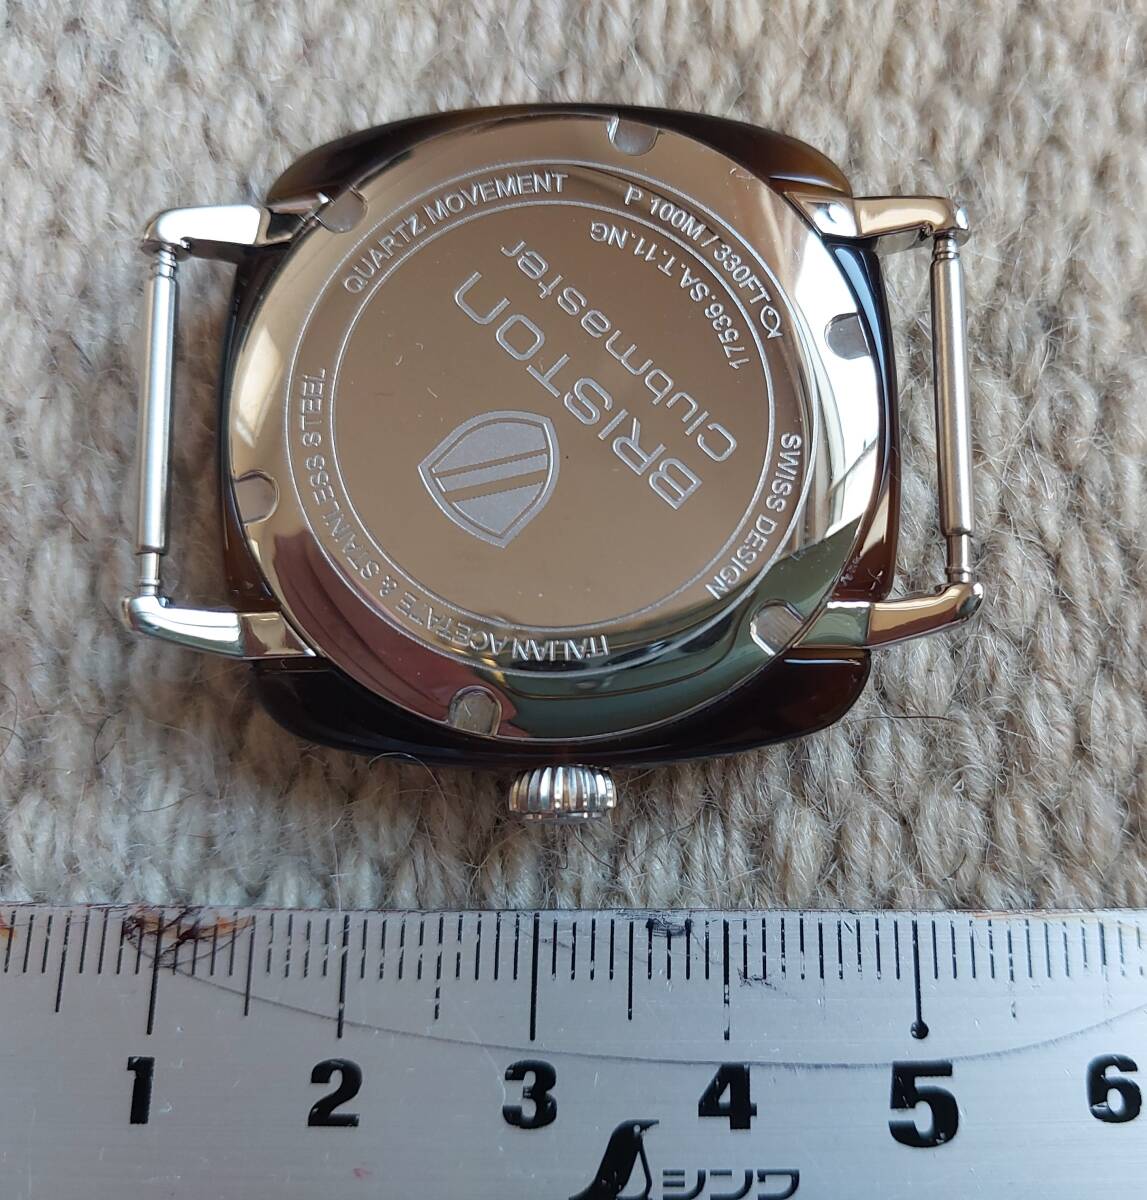 QUARTZ MOVEMENT
P 100M / 330FT
17536.SA.T.11.NG
BRISTON
Clubmaster
SWISS DESIGN
ITALIAN ACETATE & STAINLESS STEEL
1 2 3 4 5 6
シンワ